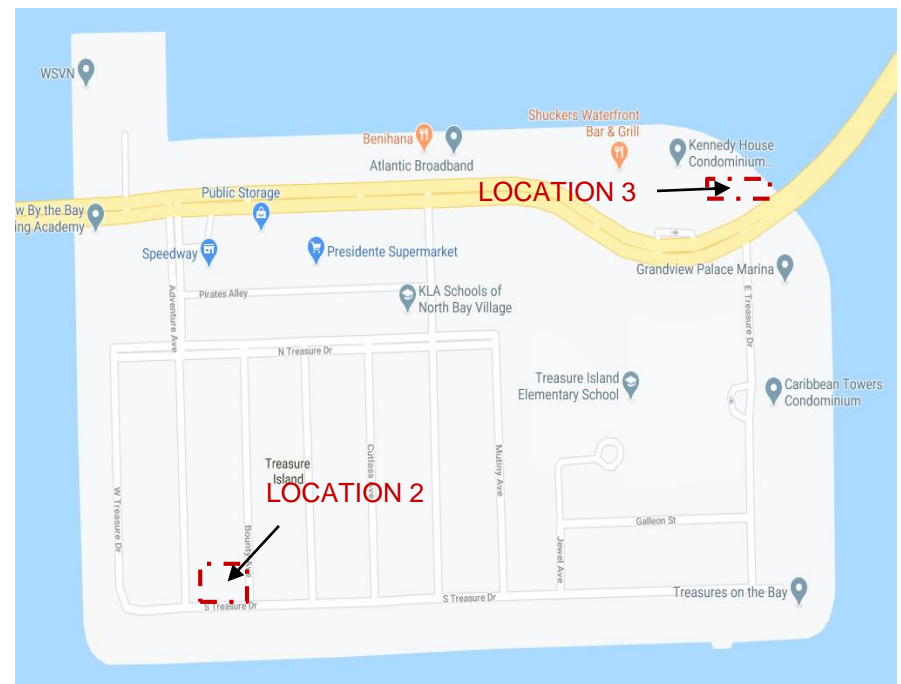 WSVN
Shuckers Waterfront
Bar & Grill
Benihana
Atlantic Broadband
Kennedy House
Condominium...
LOCATION 3
Public Storage
w By the Bay
ing Academy
Speedway
Presidente Supermarket
Grandview Palace Marina
Pirates Alley
KLA Schools of
North Bay Village
Adventure Ave
E Treasure Dr
N Treasure Dr
Treasure Island
Elementary School
Caribbean Towers
Condominium
Treasure
Island
Cutlass Ave
Mutiny Ave
LOCATION 2
W Treasure Dr
Bounty Ave
Galleon St
Jewel Ave
S Treasure Dr
S Treasure Dr
Treasures on the Bay